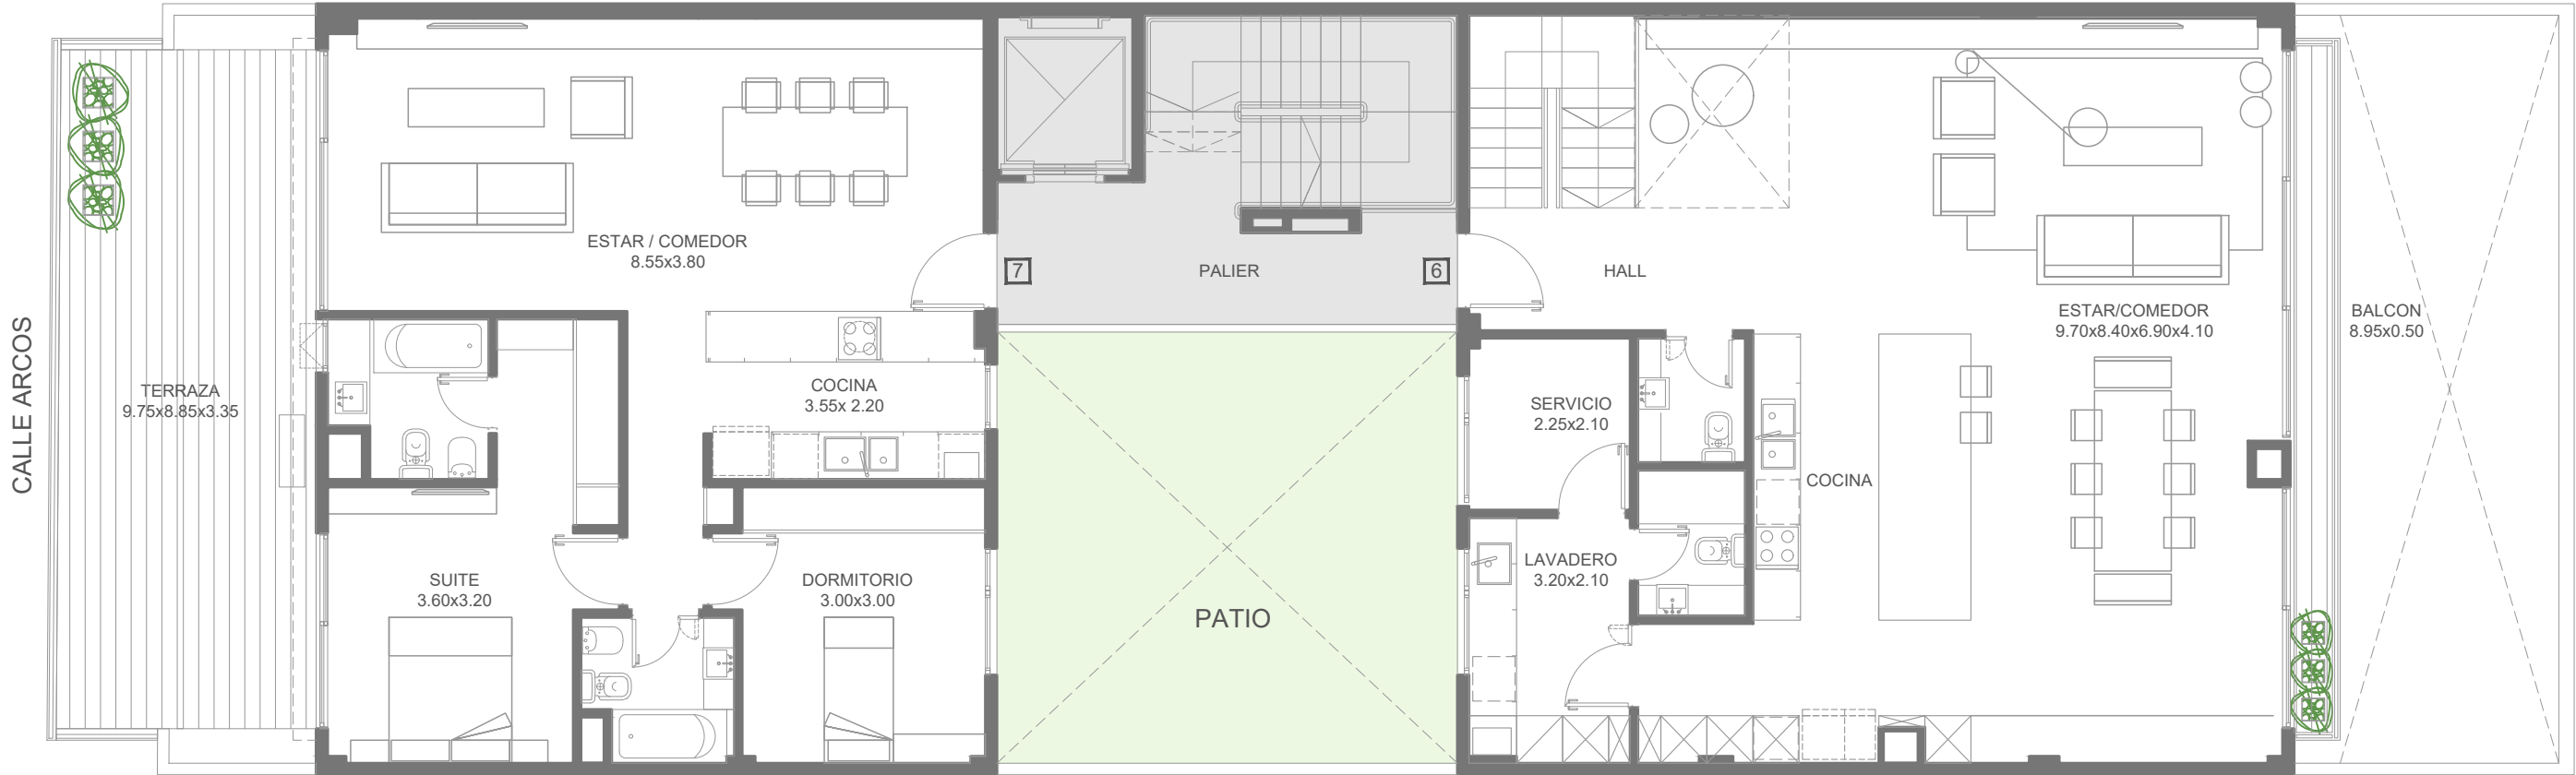 CALLE ARCOS
TERRAZA
9.75x8.85x3.35
ESTAR / COMEDOR
8.55x3.80
COCINA
3.55x 2.20
SUITE
3.60x3.20
DORMITORIO
3.00x3.00
7
PALIER
6
PATIO
HALL
SERVICIO
2.25x2.10
LAVADERO
3.20x2.10
COCINA
ESTAR/COMEDOR
9.70x8.40x6.90x4.10
BALCON
8.95x0.50